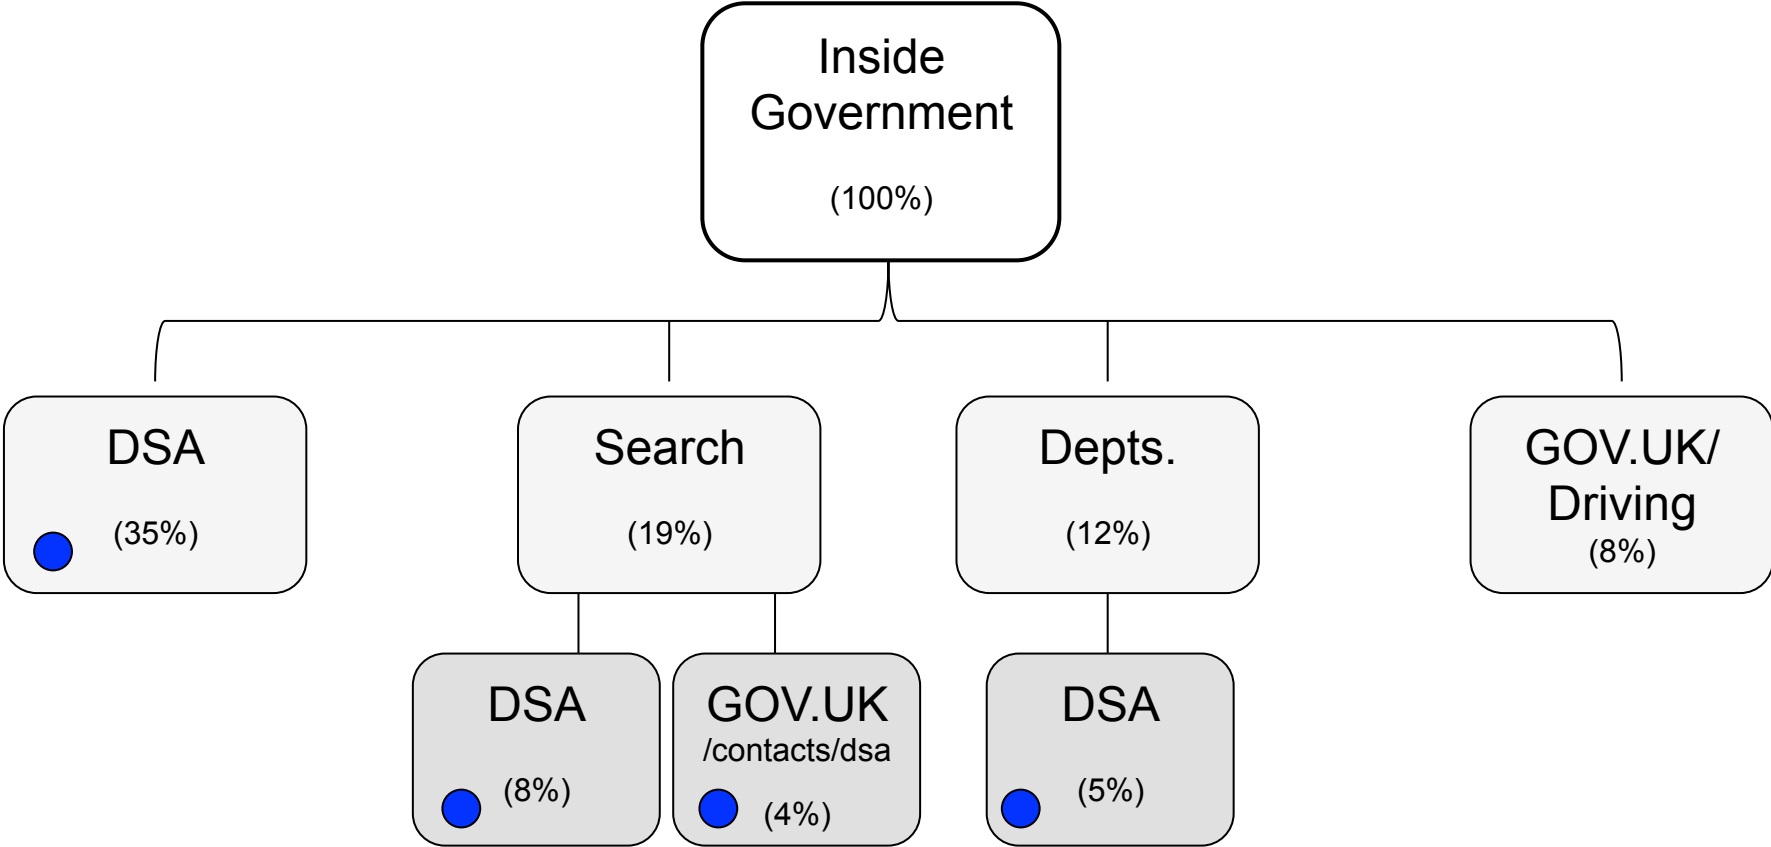 Inside
Government
(100%)
DSA
(35%)
Search
(19%)
Depts.
(12%)
GOV.UK/
Driving
(8%)
DSA
(8%)
GOV.UK
/contacts/dsa
(4%)
DSA
(5%)